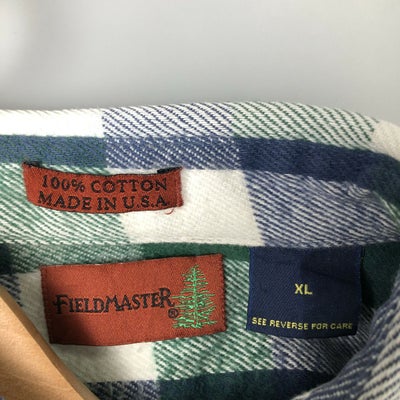 100% COTTON
MADE IN U.S.A.
FIELDMASTER®
XL
SEE REVERSE FOR CARE